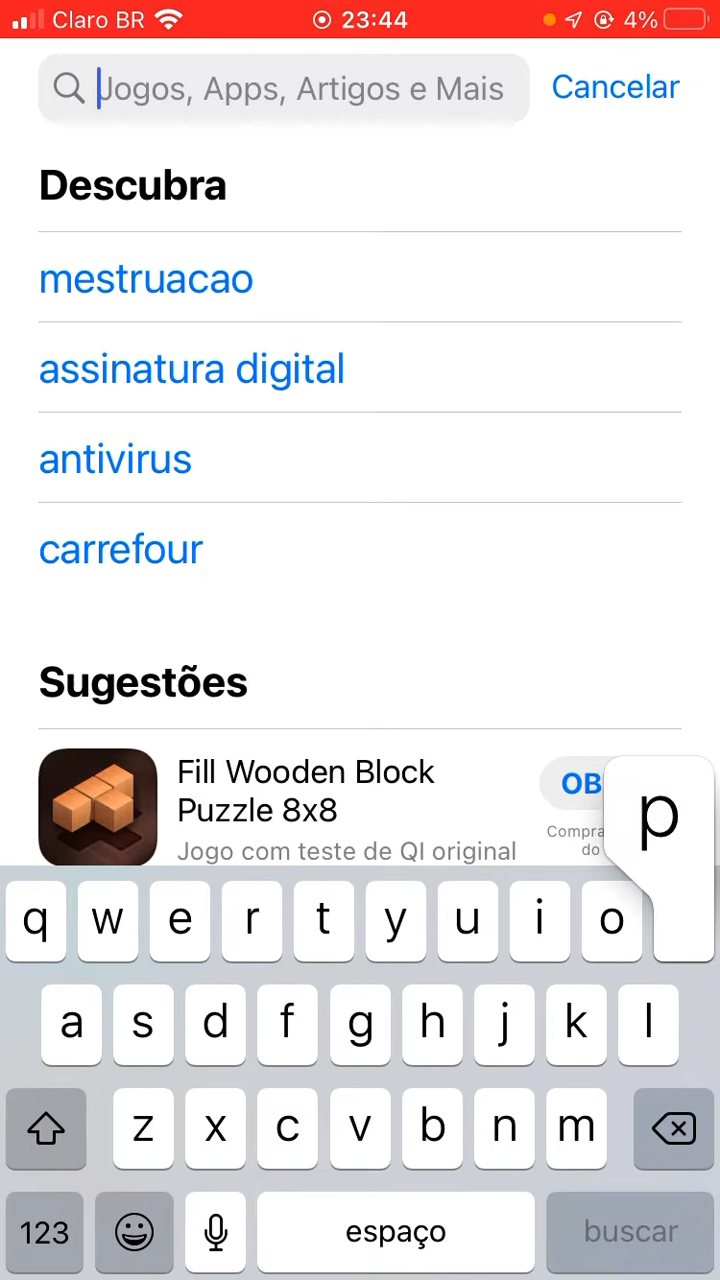 Claro BR 23:44 4%
Jogos, Apps, Artigos e Mais Cancelar
Descubra
mestruacao
assinatura digital
antivirus
carrefour
Sugestões
Fill Wooden Block
Puzzle 8x8
Jogo com teste de QI original
OB
Compra
do
p
q w e r t y u i o
a s d f g h j k l
z x c v b n m
123 espaço buscar